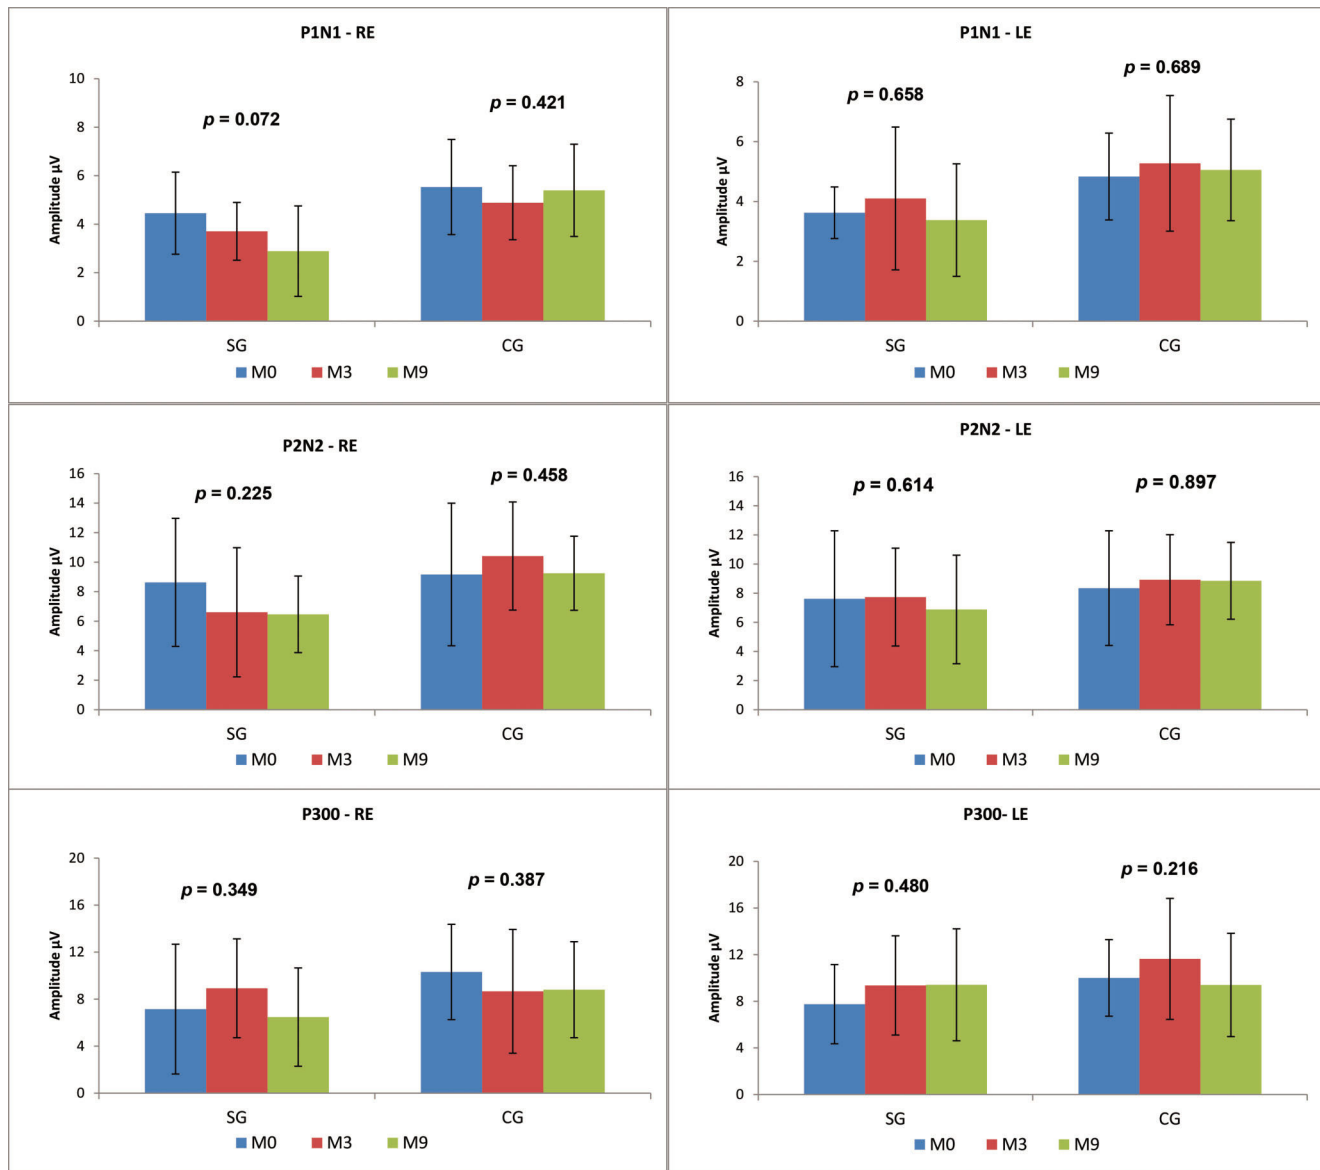 P1N1 - RE
Amplitude µV
10
8
6
4
2
0
p = 0.072
p = 0.421
SG
CG
M0 M3 M9
P1N1 - LE
Amplitude µV
8
6
4
2
0
p = 0.658
p = 0.689
SG
CG
M0 M3 M9
P2N2 - RE
Amplitude µV
16
14
12
10
8
6
4
2
0
p = 0.225
p = 0.458
SG
CG
M0 M3 M9
P2N2 - LE
Amplitude µV
16
14
12
10
8
6
4
2
0
p = 0.614
p = 0.897
SG
CG
M0 M3 M9
P300 - RE
Amplitude µV
20
16
12
8
4
0
p = 0.349
p = 0.387
SG
CG
M0 M3 M9
P300- LE
Amplitude µV
20
16
12
8
4
0
p = 0.480
p = 0.216
SG
CG
M0 M3 M9